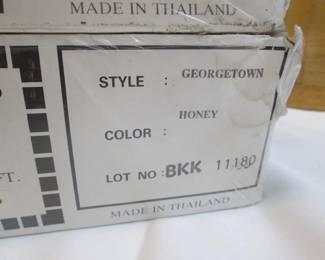 MADE IN THAILAND
STYLE : GEORGETOWN
HONEY
COLOR :
LOT NO : BKK 11180
FT.
MADE IN THAILAND